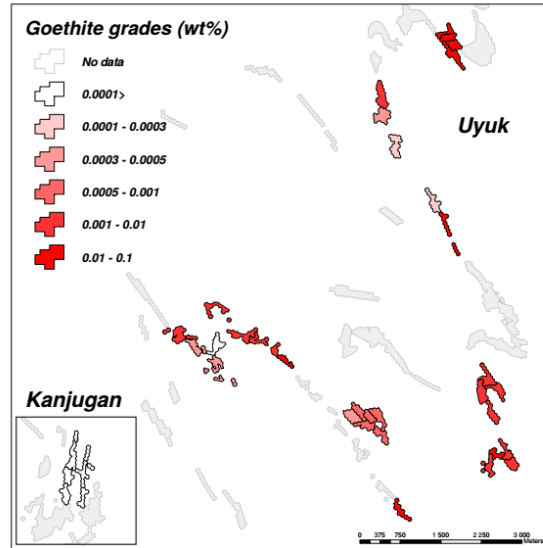 Goethite grades (wt%)
No data
0.0001>
0.0001 - 0.0003
0.0003 - 0.0005
0.0005 - 0.001
0.001 - 0.01
0.01 - 0.1
Uyuk
Kanjugan
0 375 750 1 500 2 250 3 000
Meters